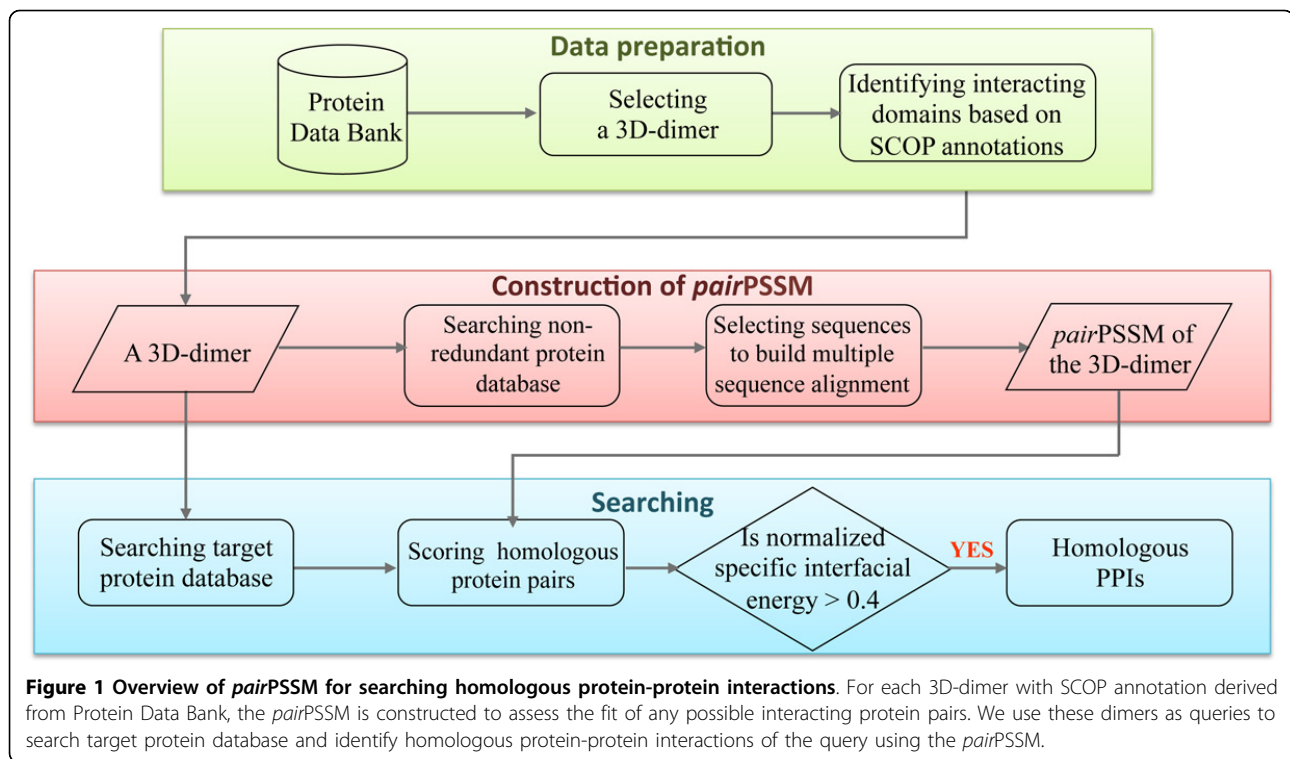 Data preparation
Protein
Data Bank
Selecting
a 3D-dimer
Identifying interacting
domains based on
SCOP annotations
Construction of pairPSSM
A 3D-dimer
Searching non-
redundant protein
database
Selecting sequences
to build multiple
sequence alignment
pairPSSM of
the 3D-dimer
Searching
Searching target
protein database
Scoring homologous
protein pairs
Is normalized
specific interfacial
energy > 0.4
YES
Homologous
PPIs
Figure 1 Overview of pairPSSM for searching homologous protein-protein interactions. For each 3D-dimer with SCOP annotation derived
from Protein Data Bank, the pairPSSM is constructed to assess the fit of any possible interacting protein pairs. We use these dimers as queries to
search target protein database and identify homologous protein-protein interactions of the query using the pairPSSM.